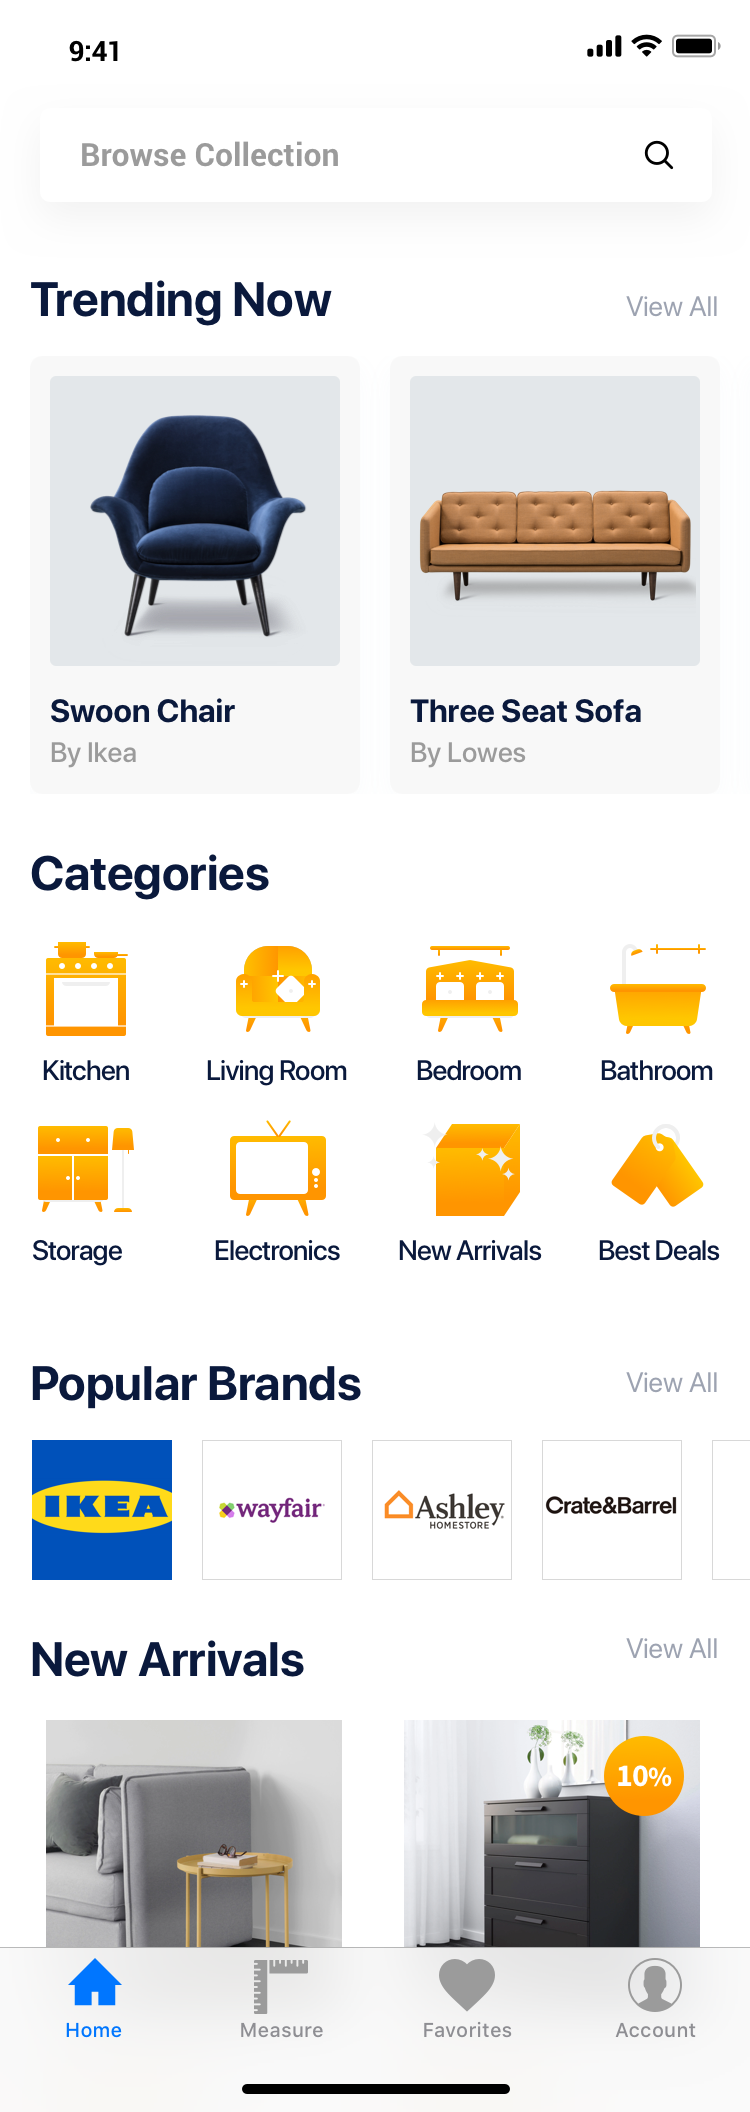 9:41
Browse Collection
Trending Now
View All
Swoon Chair
By Ikea
Three Seat Sofa
By Lowes
Categories
Kitchen
Living Room
Bedroom
Bathroom
Storage
Electronics
New Arrivals
Best Deals
Popular Brands
View All
IKEA
wayfair
Ashley
HOMESTORE
Crate&Barrel
New Arrivals
View All
10%
Home
Measure
Favorites
Account